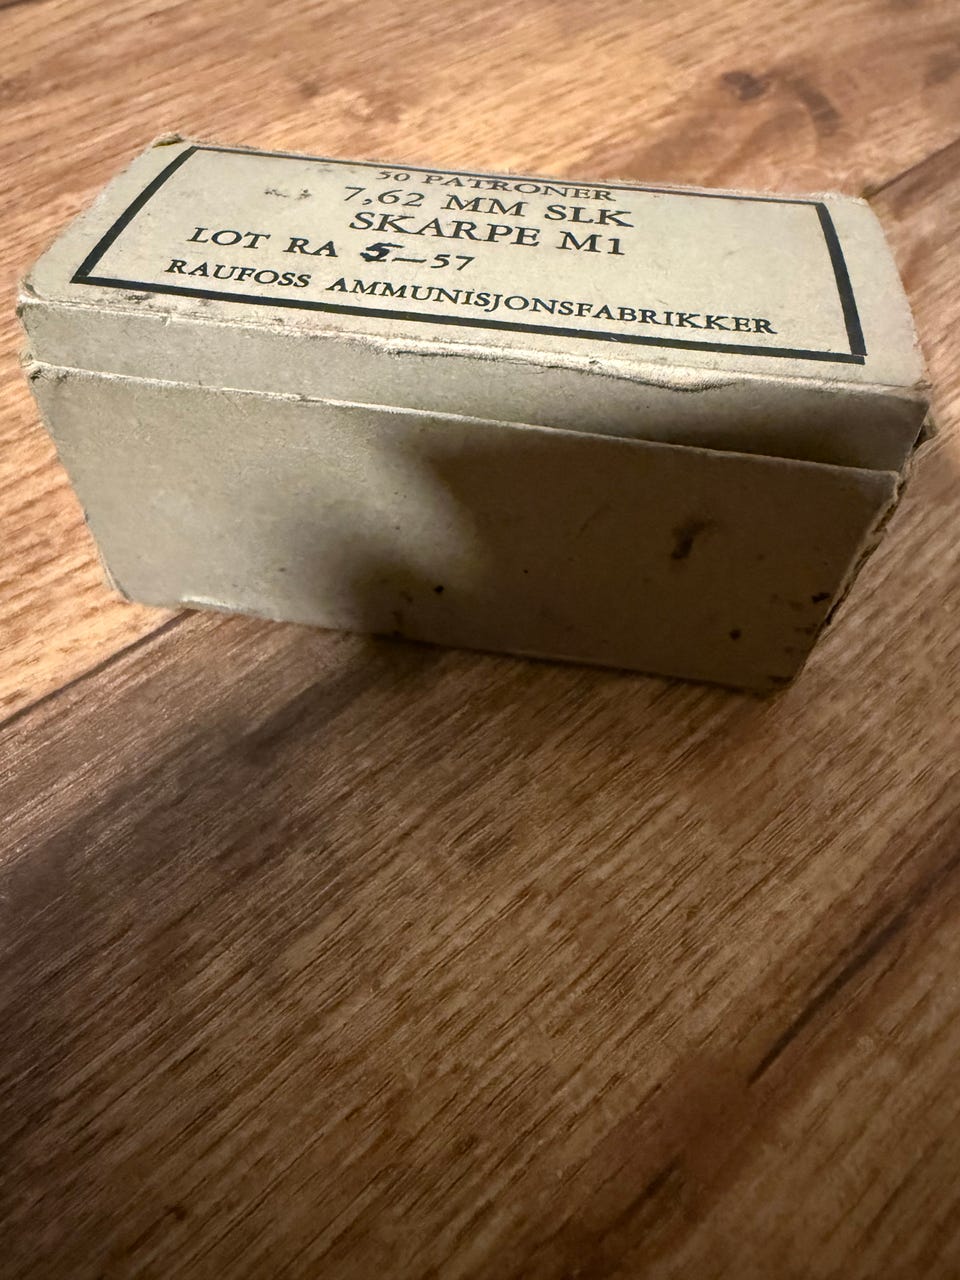 50 PATRONER
7,62 MM SLK
SKARPE M1
LOT RA 5-57
RAUFOSS AMMUNISJONSFABRIKKER